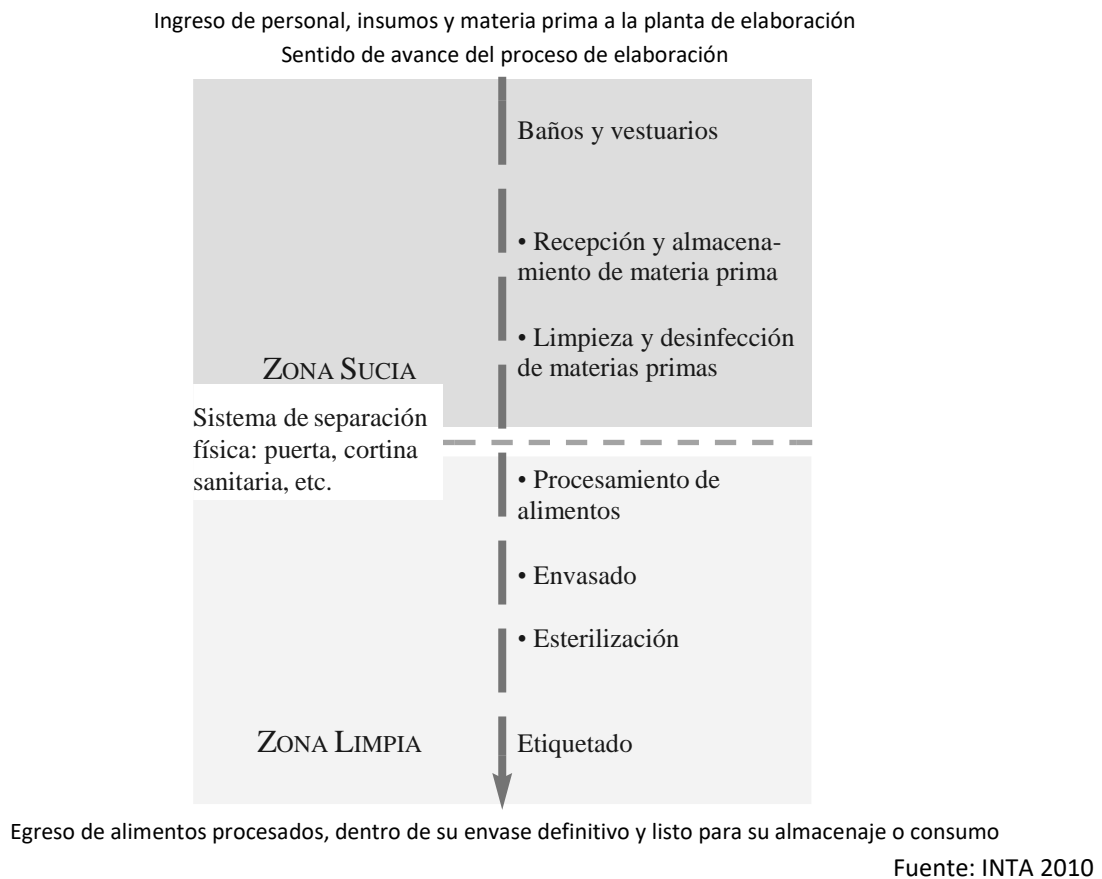 Ingreso de personal, insumos y materia prima a la planta de elaboración
Sentido de avance del proceso de elaboración
Baños y vestuarios
• Recepción y almacena-
miento de materia prima
• Limpieza y desinfección
de materias primas
ZONA SUCIA
Sistema de separación
física: puerta, cortina
sanitaria, etc.
• Procesamiento de
alimentos
• Envasado
• Esterilización
ZONA LIMPIA
Etiquetado
Egreso de alimentos procesados, dentro de su envase definitivo y listo para su almacenaje o consumo
Fuente: INTA 2010